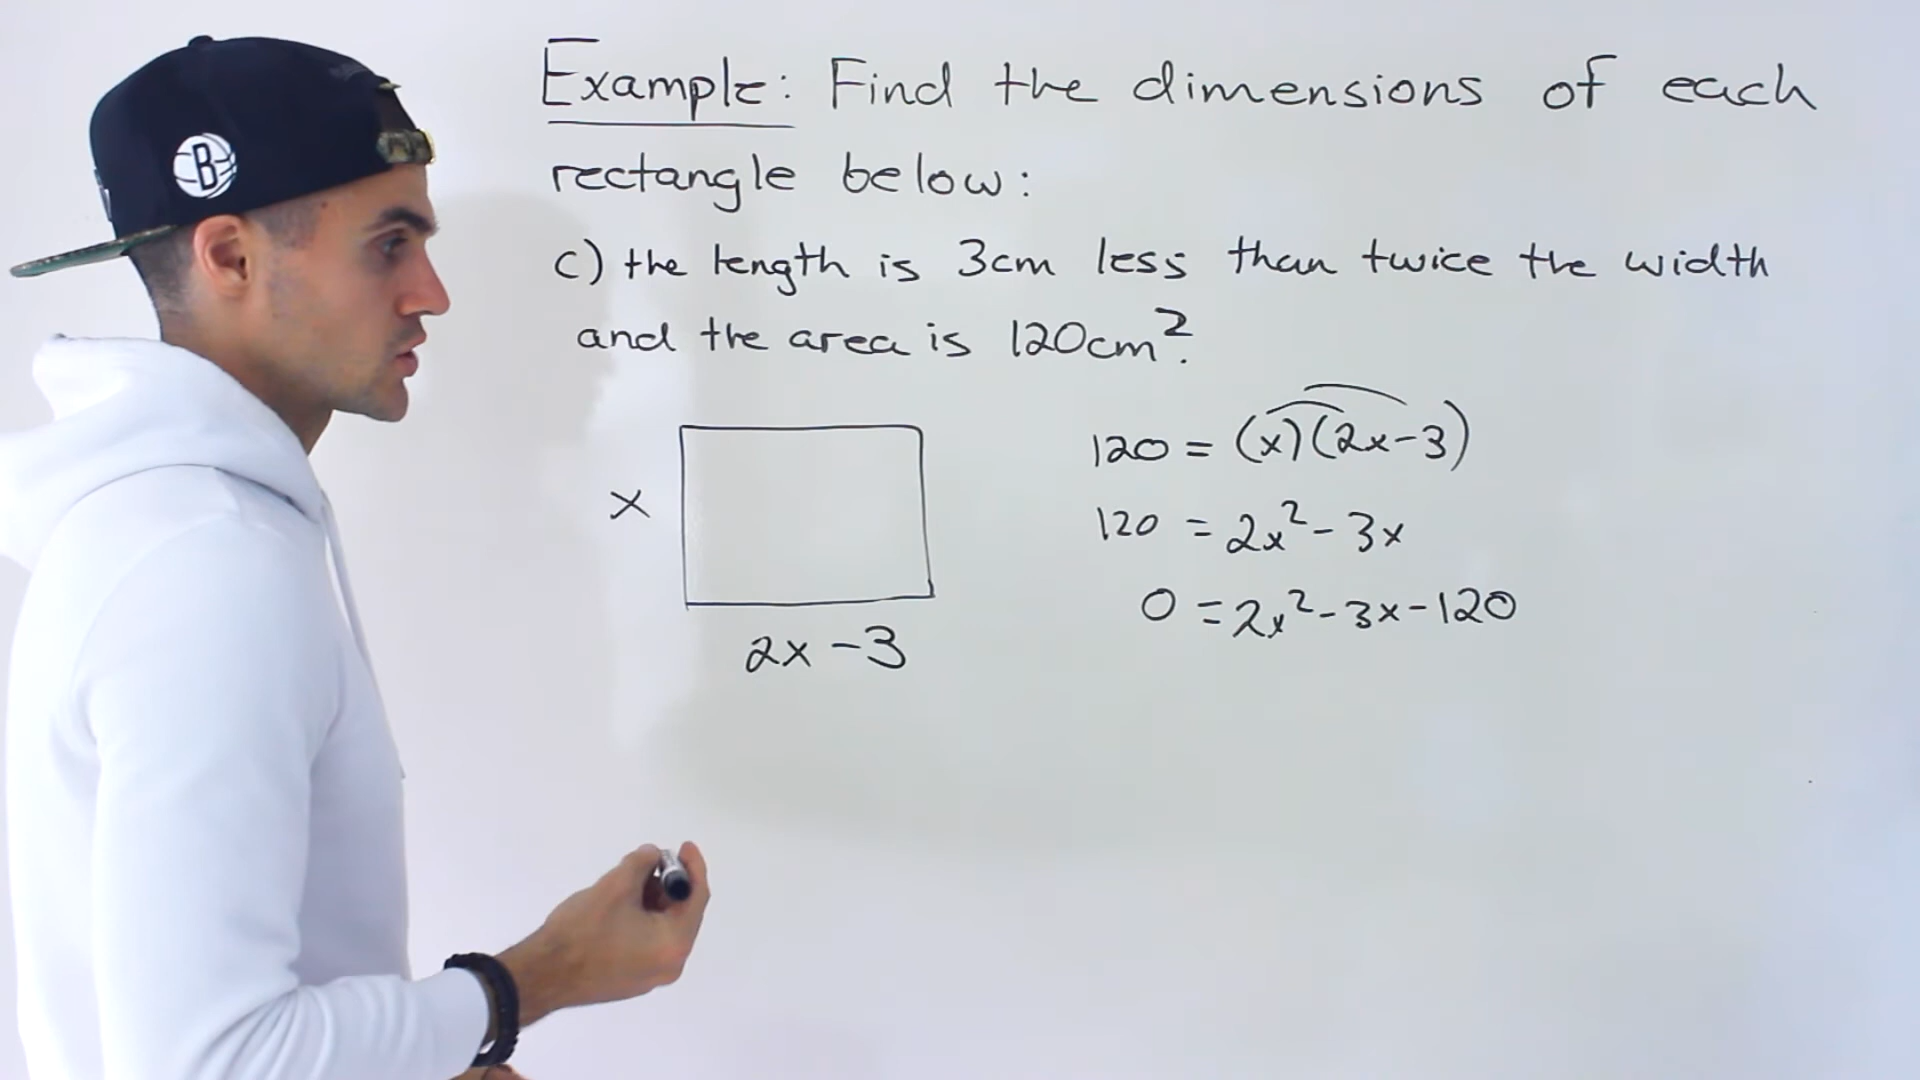 Example: Find the dimensions of each
rectangle below:
c) the length is 3cm less than twice the width
and the area is 120cm².
x
2x - 3
120 = (x)(2x-3)
120 = 2x² - 3x
0 = 2x² - 3x - 120
B